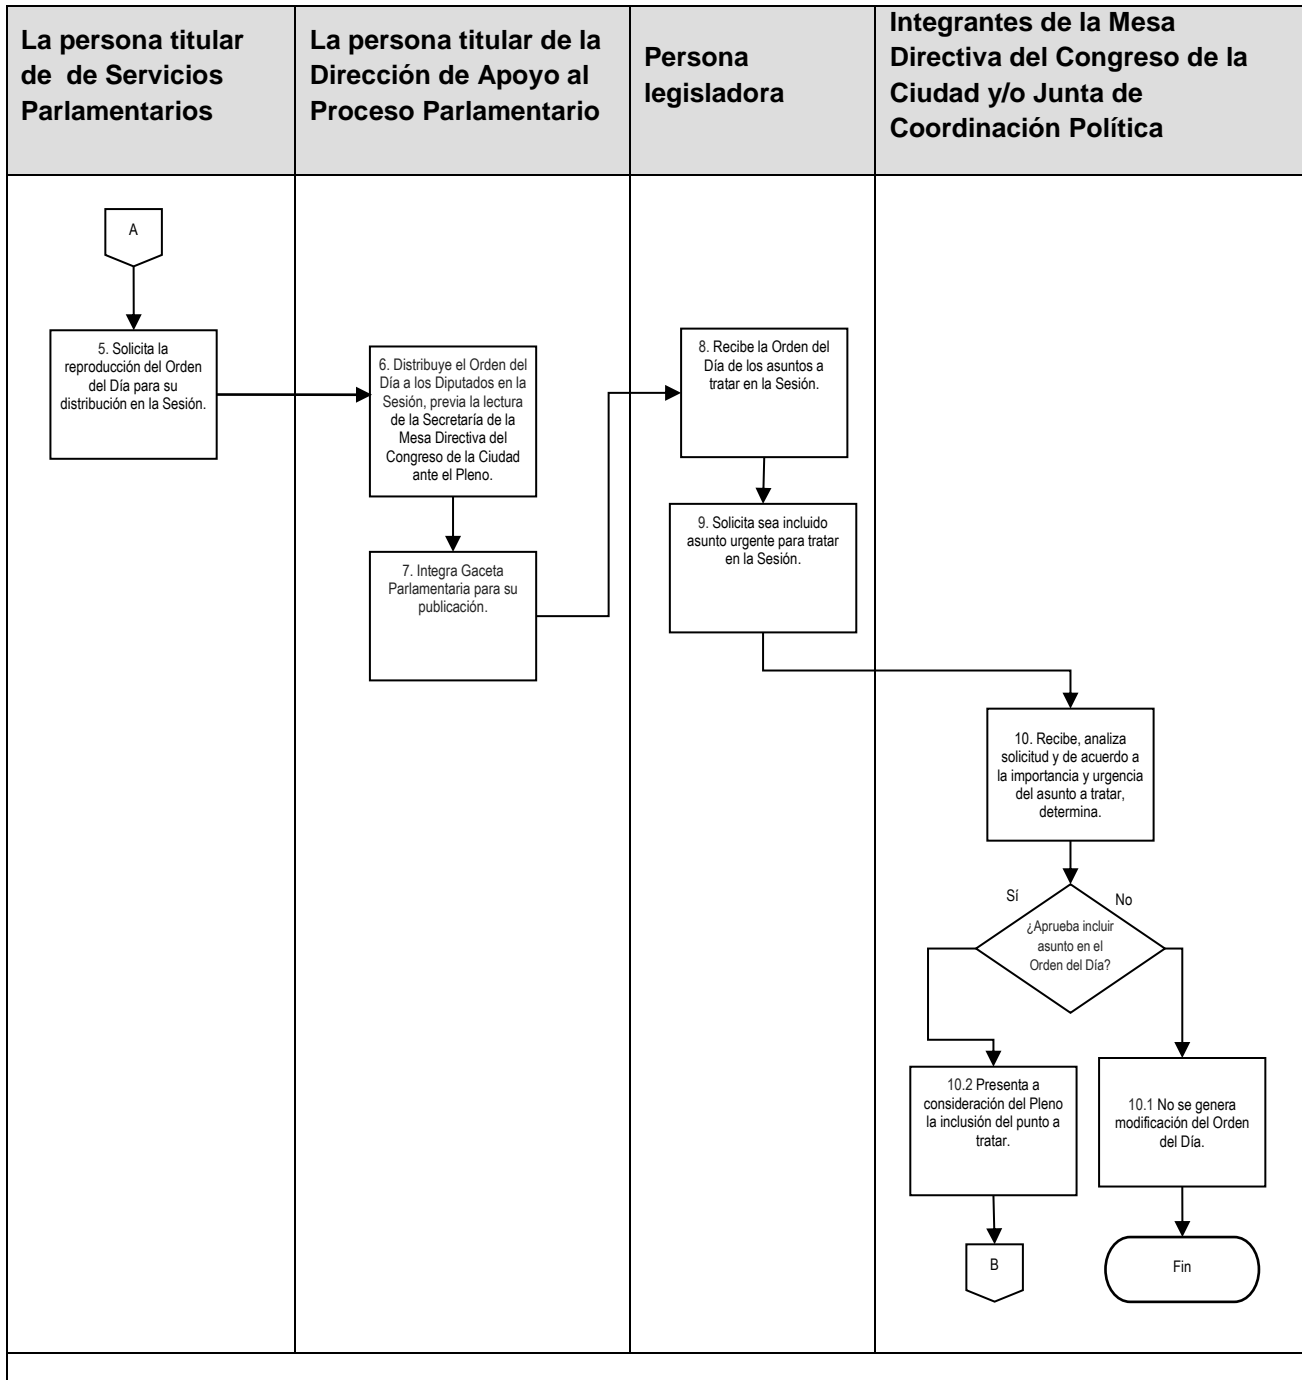 La persona titular
de  de Servicios
Parlamentarios
La persona titular de la
Dirección de Apoyo al
Proceso Parlamentario
Persona
legisladora
Integrantes de la Mesa
Directiva del Congreso de la
Ciudad y/o Junta de
Coordinación Política
A
5. Solicita la
reproducción del Orden
del Día para su
distribución en la Sesión.
6. Distribuye el Orden del
Día a los Diputados en la
Sesión, previa la lectura
de la Secretaría de la
Mesa Directiva del
Congreso de la Ciudad
ante el Pleno.
7. Integra Gaceta
Parlamentaria para su
publicación.
8. Recibe la Orden del
Día de los asuntos a
tratar en la Sesión.
9. Solicita sea incluido
asunto urgente para tratar
en la Sesión.
10. Recibe, analiza
solicitud y de acuerdo a
la importancia y urgencia
del asunto a tratar,
determina.
Sí
No
¿Aprueba incluir
asunto en el
Orden del Día?
10.2 Presenta a
consideración del Pleno
la inclusión del punto a
tratar.
10.1 No se genera
modificación del Orden
del Día.
B
Fin